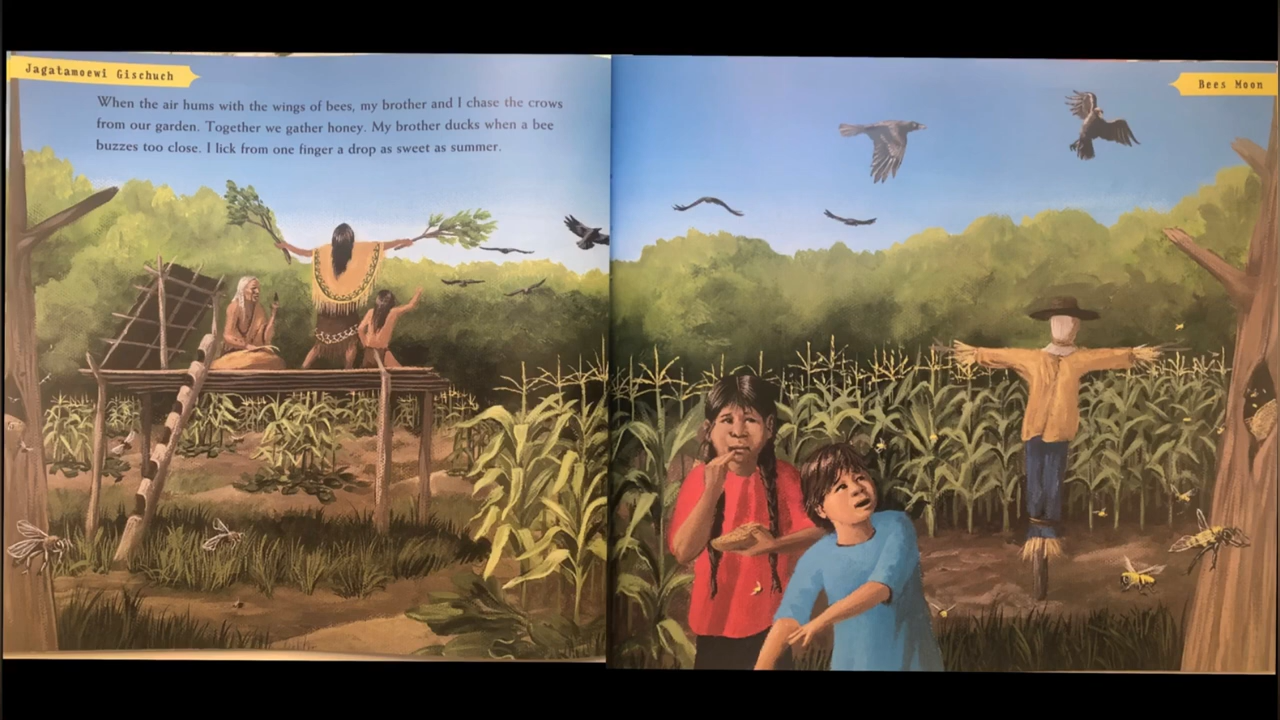 Jagatamoewi Gischuch
When the air hums with the wings of bees, my brother and I chase the crows
from our garden. Together we gather honey. My brother ducks when a bee
buzzes too close. I lick from one finger a drop as sweet as summer.
Bees Moon